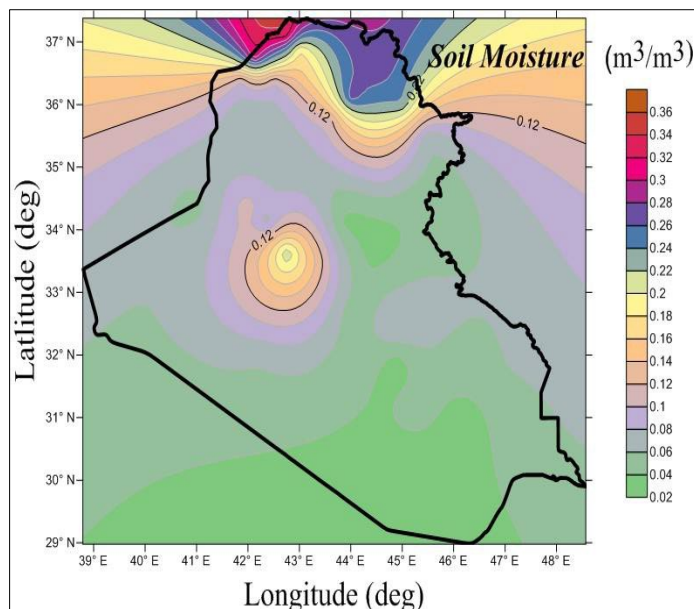 Soil Moisture (m3/m3)
37° N
36° N
35° N
34° N
33° N
32° N
31° N
30° N
29° N
Latlitude (deg)
0.22
0.12
0.12
0.12
0.36
0.34
0.32
0.3
0.28
0.26
0.24
0.22
0.2
0.18
0.16
0.14
0.12
0.1
0.08
0.06
0.04
0.02
39° E 40° E 41° E 42° E 43° E 44° E 45° E 46° E 47° E 48° E
Longitude (deg)